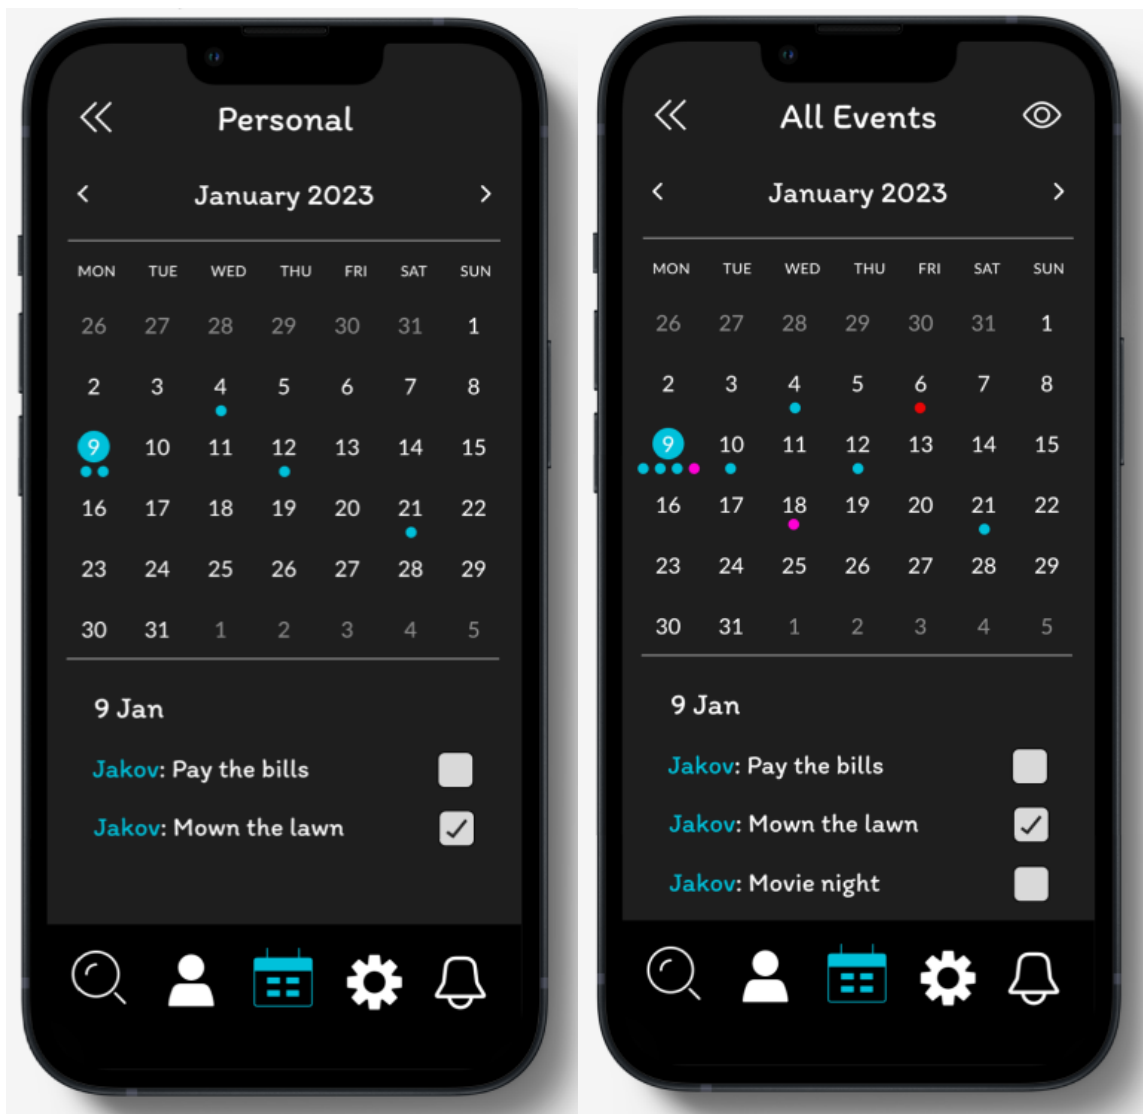 Personal
January 2023
MON TUE WED THU FRI SAT SUN
26 27 28 29 30 31 1
2 3 4 5 6 7 8
9 10 11 12 13 14 15
16 17 18 19 20 21 22
23 24 25 26 27 28 29
30 31 1 2 3 4 5
9 Jan
Jakov: Pay the bills
Jakov: Mown the lawn
All Events
January 2023
MON TUE WED THU FRI SAT SUN
26 27 28 29 30 31 1
2 3 4 5 6 7 8
9 10 11 12 13 14 15
16 17 18 19 20 21 22
23 24 25 26 27 28 29
30 31 1 2 3 4 5
9 Jan
Jakov: Pay the bills
Jakov: Mown the lawn
Jakov: Movie night